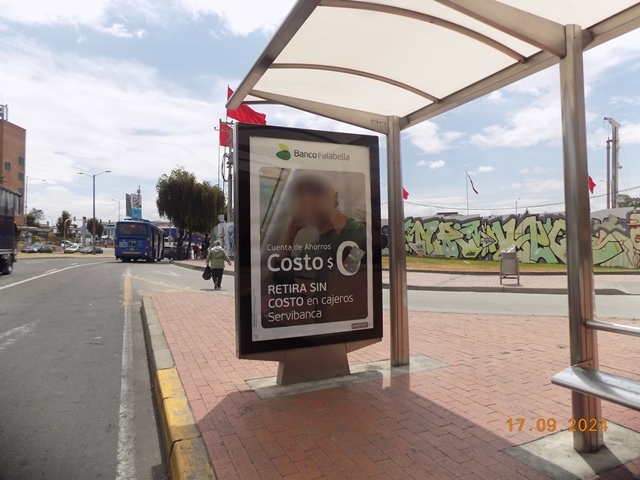 Banco Falabella
Cuenta de Ahorros
Costo $0
RETIRA SIN
COSTO en cajeros
Servibanca
17.09.2024